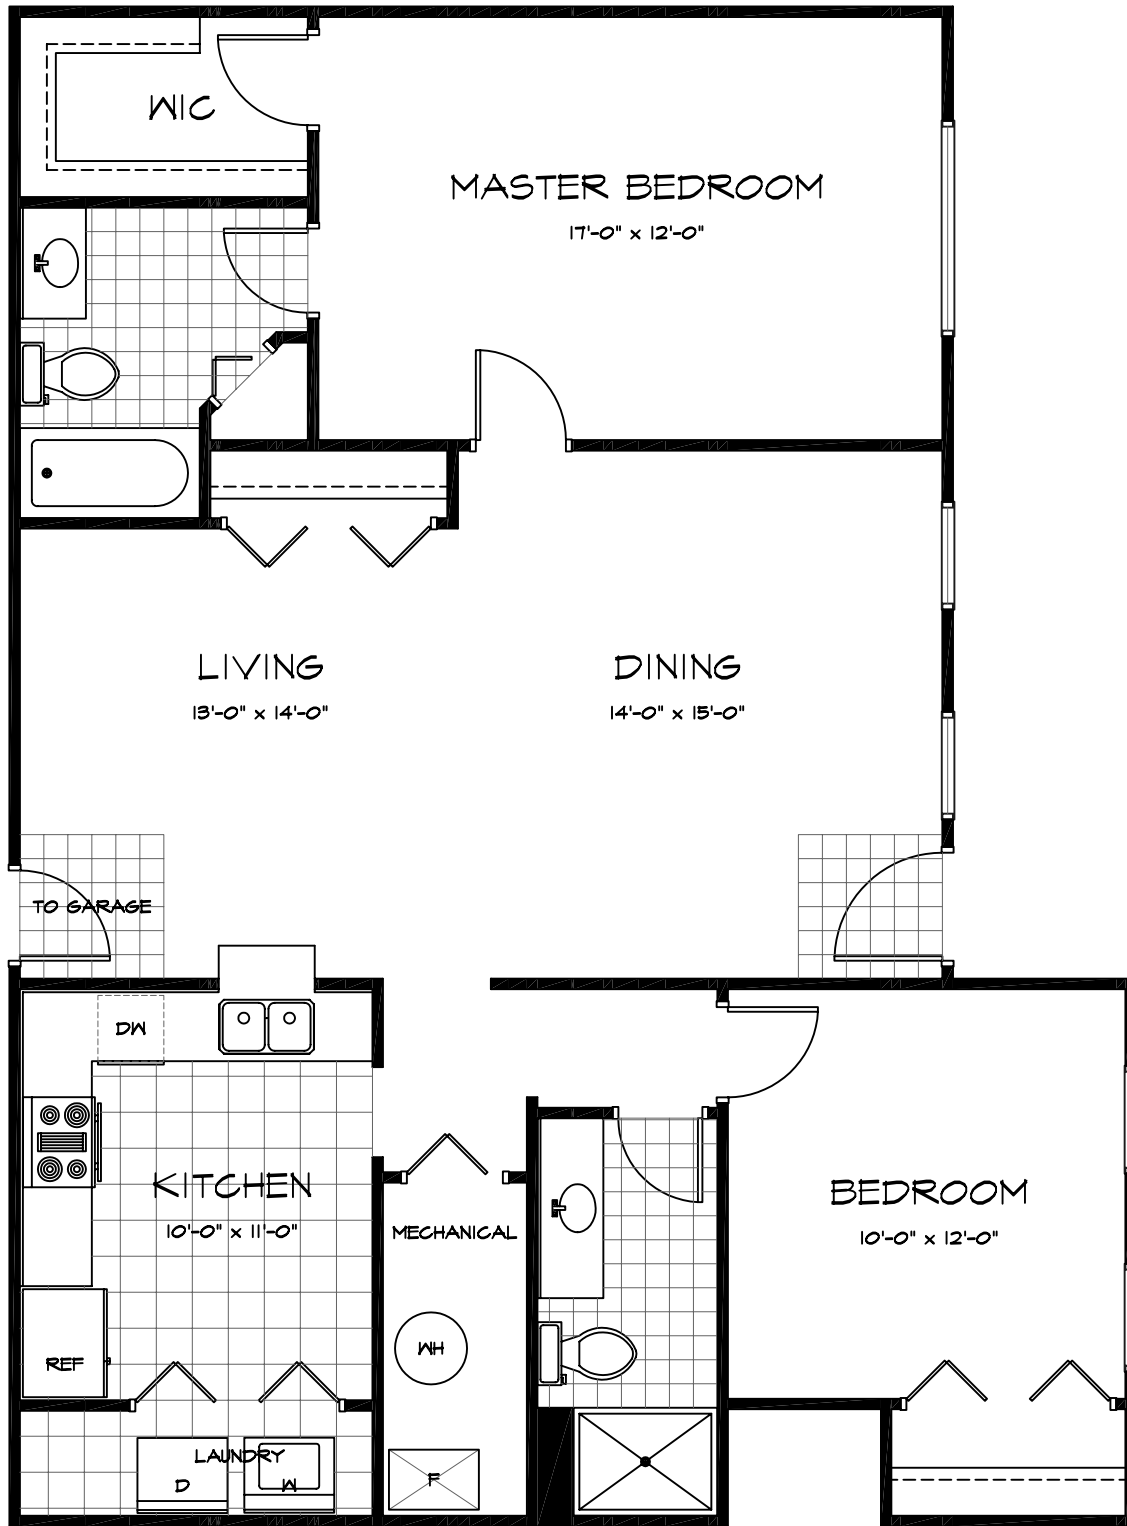 WIC
MASTER BEDROOM
17'-0" x 12'-0"
LIVING
13'-0" x 14'-0"
DINING
14'-0" x 15'-0"
TO GARAGE
DW
KITCHEN
10'-0" x 11'-0"
MECHANICAL
BEDROOM
10'-0" x 12'-0"
WH
REF
LAUNDRY
D
W
F